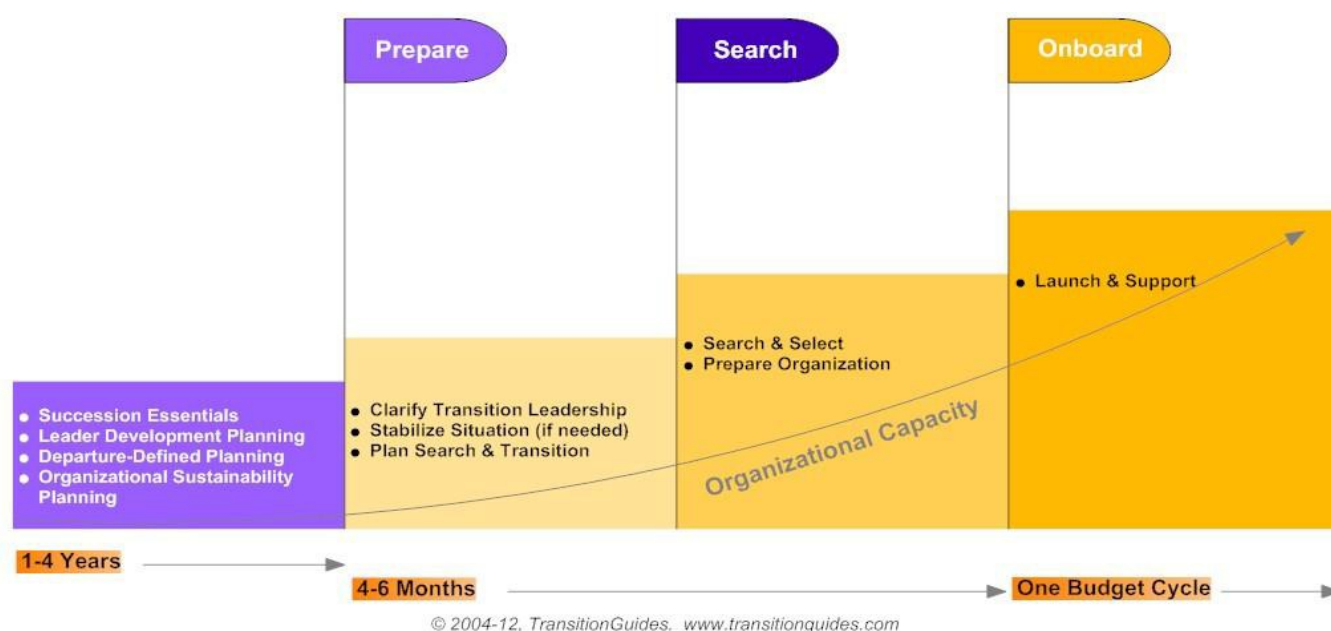 Prepare
Search
Onboard
Launch & Support
Search & Select
Prepare Organization
Clarify Transition Leadership
Stabilize Situation (if needed)
Plan Search & Transition
Succession Essentials
Leader Development Planning
Departure-Defined Planning
Organizational Sustainability
Planning
Organizational Capacity
1-4 Years
4-6 Months
One Budget Cycle
© 2004-12, TransitionGuides, www.transitionguides.com